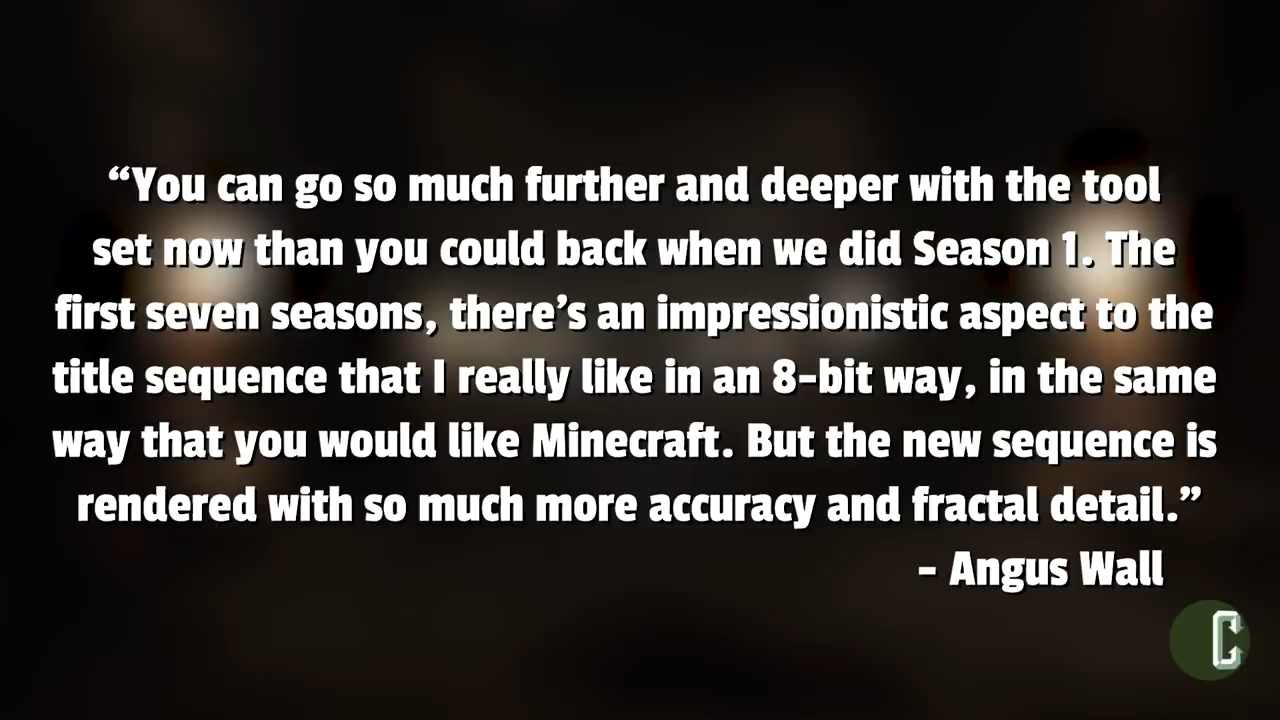 “You can go so much further and deeper with the tool
set now than you could back when we did Season 1. The
first seven seasons, there’s an impressionistic aspect to the
title sequence that I really like in an 8-bit way, in the same
way that you would like Minecraft. But the new sequence is
rendered with so much more accuracy and fractal detail.”
- Angus Wall
C